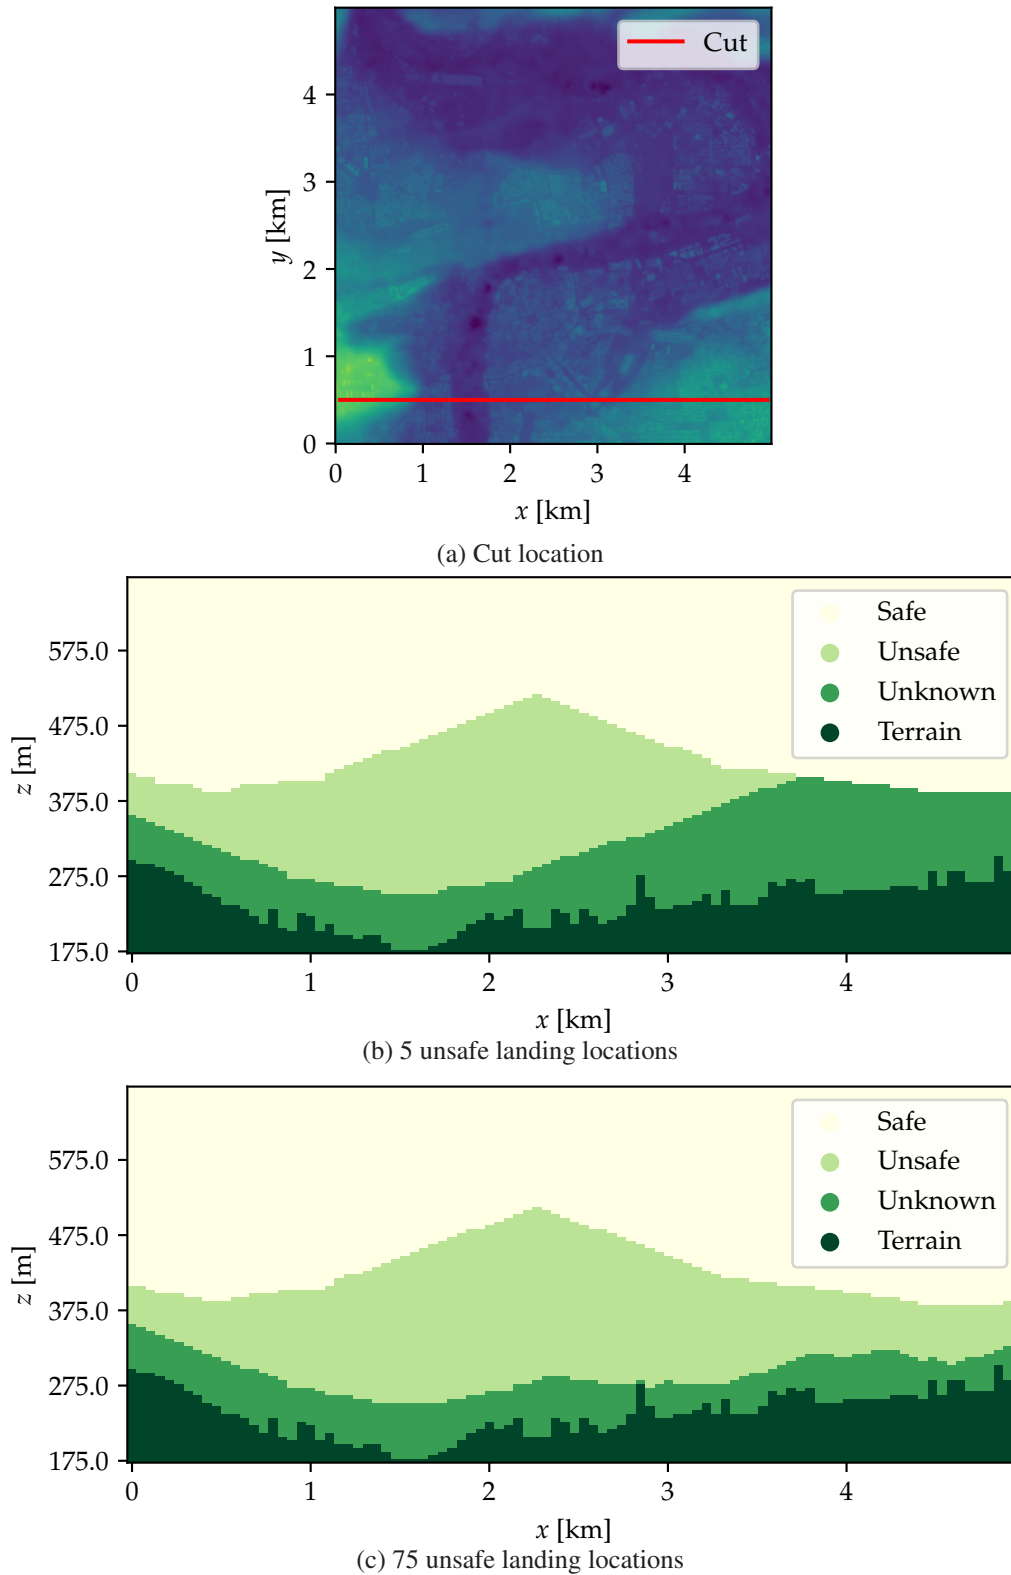 Cut
4
3
2
1
0
y [km]
0 1 2 3 4
x [km]
(a) Cut location
Safe
Unsafe
Unknown
Terrain
575.0
475.0
375.0
275.0
175.0
z [m]
0 1 2 3 4
x [km]
(b) 5 unsafe landing locations
Safe
Unsafe
Unknown
Terrain
575.0
475.0
375.0
275.0
175.0
z [m]
0 1 2 3 4
x [km]
(c) 75 unsafe landing locations